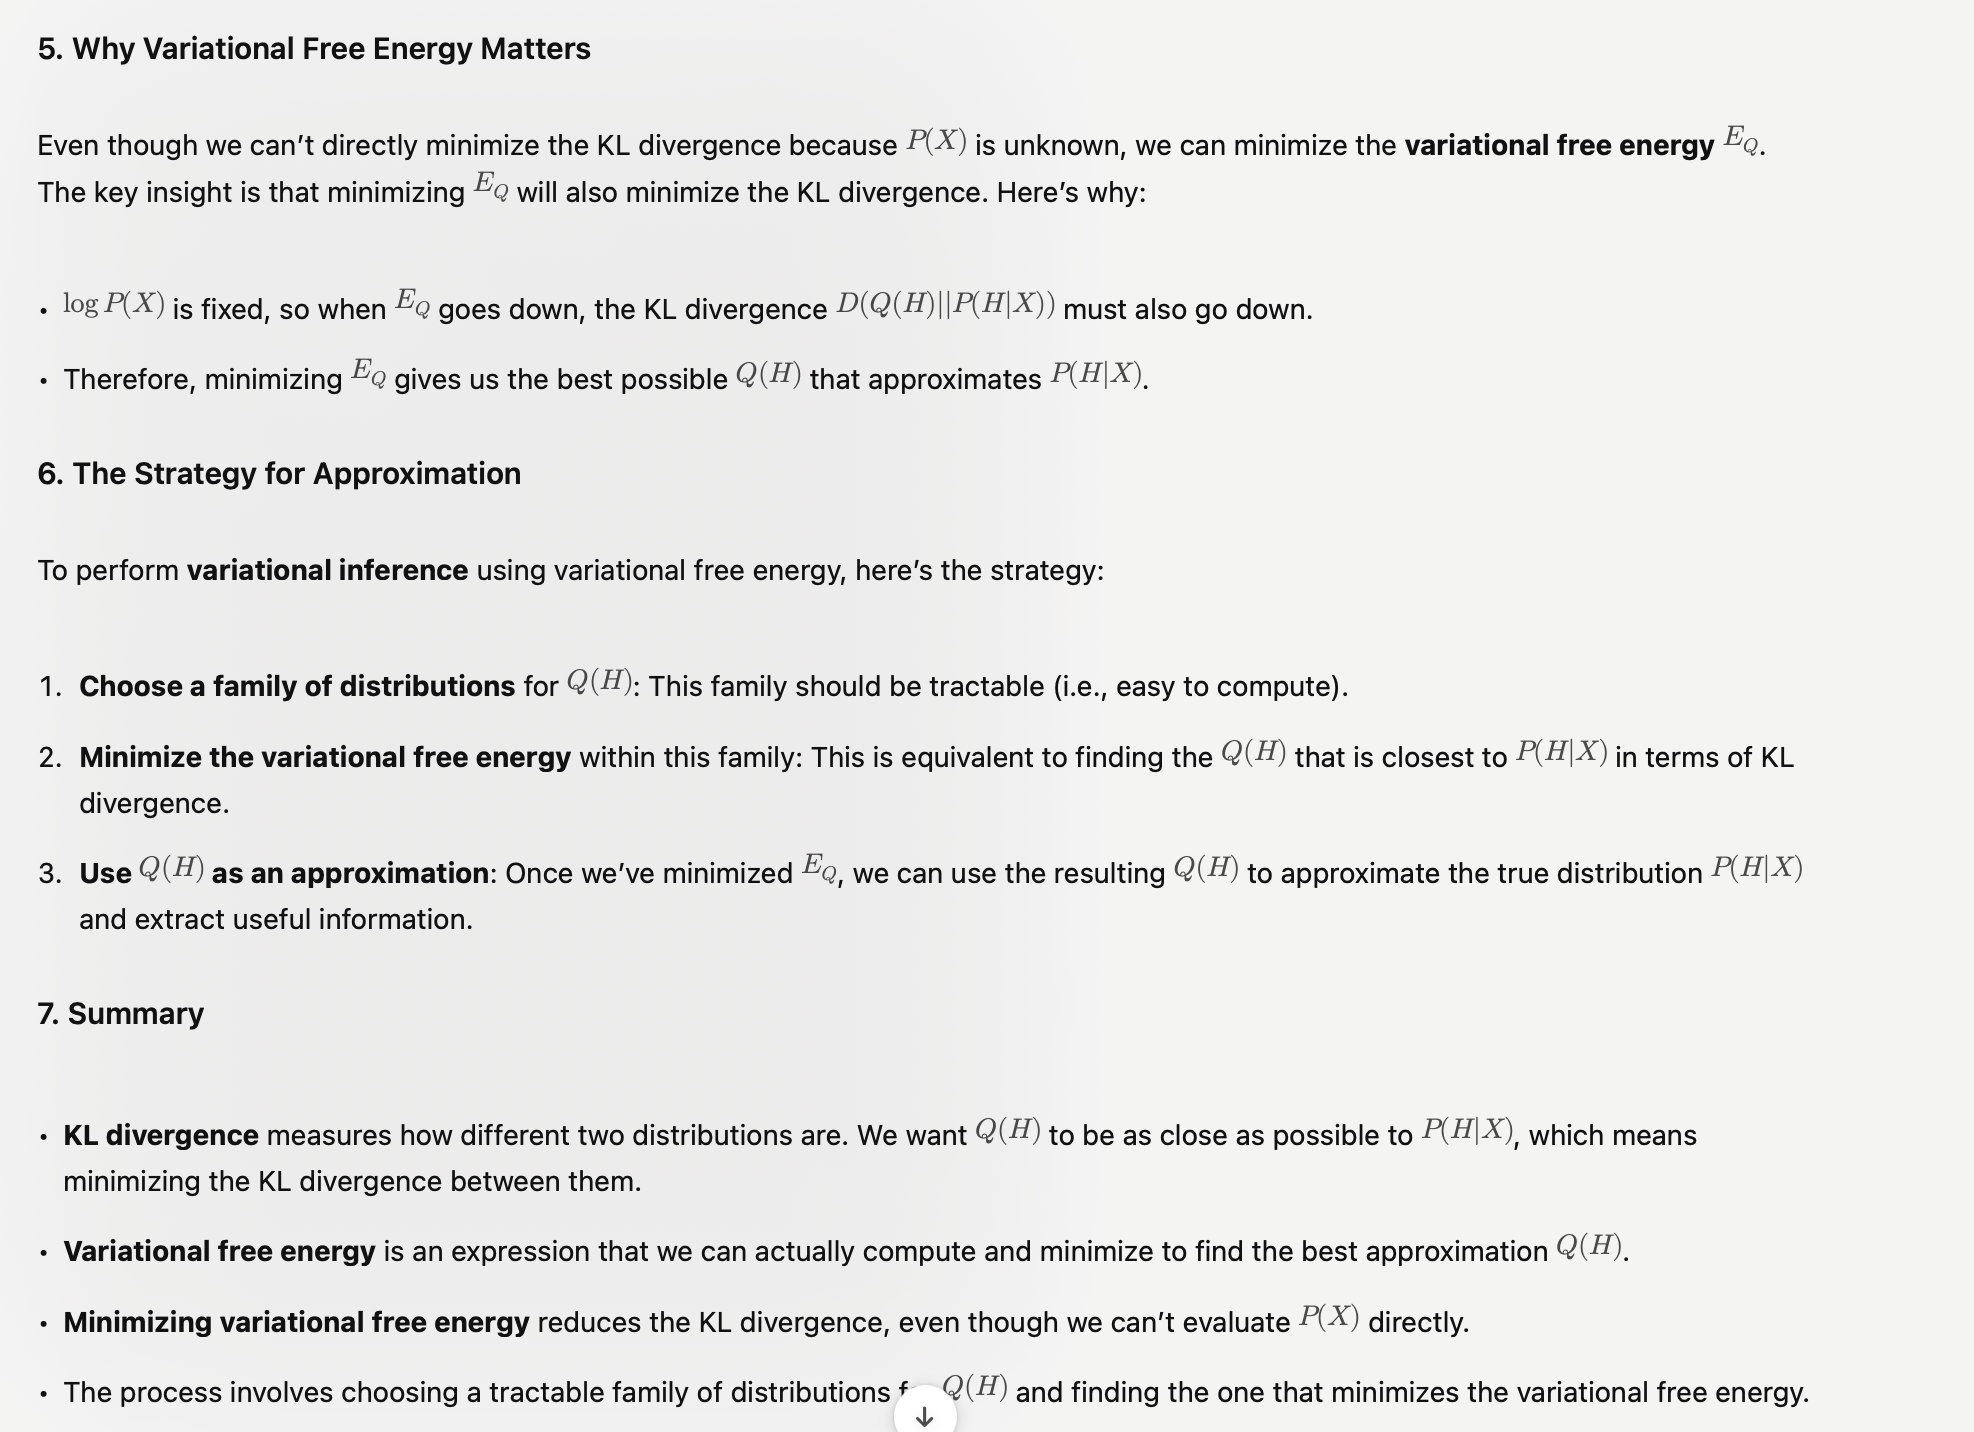 5. Why Variational Free Energy Matters
Even though we can’t directly minimize the KL divergence because P(X) is unknown, we can minimize the variational free energy E_Q.
The key insight is that minimizing E_Q will also minimize the KL divergence. Here’s why:
• log P(X) is fixed, so when E_Q goes down, the KL divergence D(Q(H)||P(H|X)) must also go down.
• Therefore, minimizing E_Q gives us the best possible Q(H) that approximates P(H|X).
6. The Strategy for Approximation
To perform variational inference using variational free energy, here’s the strategy:
1. Choose a family of distributions for Q(H): This family should be tractable (i.e., easy to compute).
2. Minimize the variational free energy within this family: This is equivalent to finding the Q(H) that is closest to P(H|X) in terms of KL
divergence.
3. Use Q(H) as an approximation: Once we’ve minimized E_Q, we can use the resulting Q(H) to approximate the true distribution P(H|X)
and extract useful information.
7. Summary
• KL divergence measures how different two distributions are. We want Q(H) to be as close as possible to P(H|X), which means
minimizing the KL divergence between them.
• Variational free energy is an expression that we can actually compute and minimize to find the best approximation Q(H).
• Minimizing variational free energy reduces the KL divergence, even though we can’t evaluate P(X) directly.
• The process involves choosing a tractable family of distributions Q(H) and finding the one that minimizes the variational free energy.